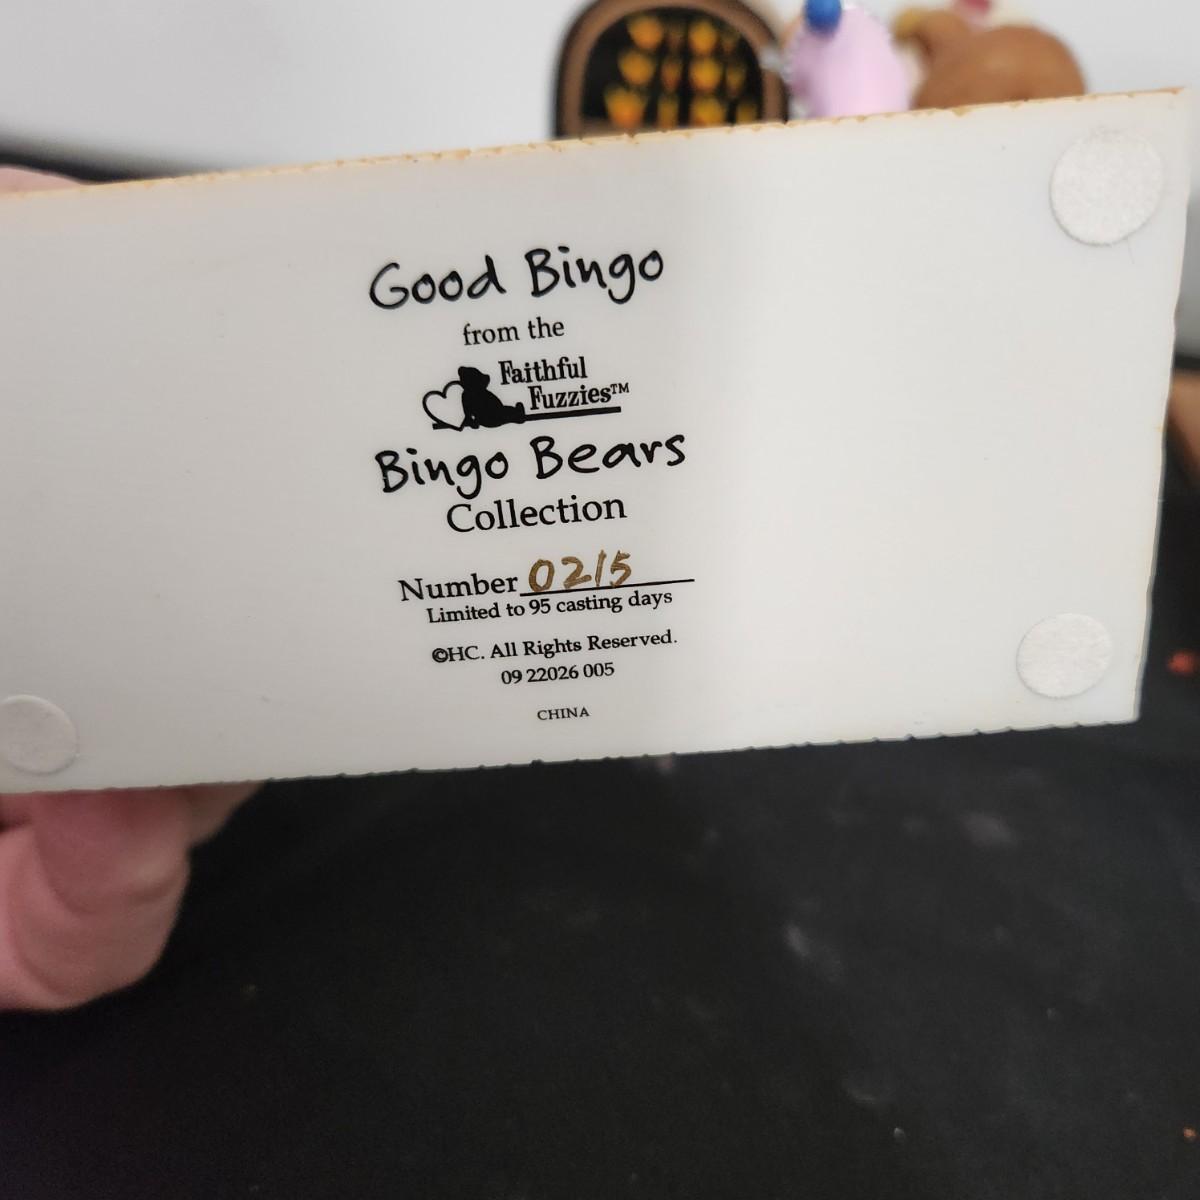 Good Bingo
from the
Faithful
Fuzzies™
Bingo Bears
Collection
Number 0215
Limited to 95 casting days
©HC. All Rights Reserved.
09 22026 005
CHINA